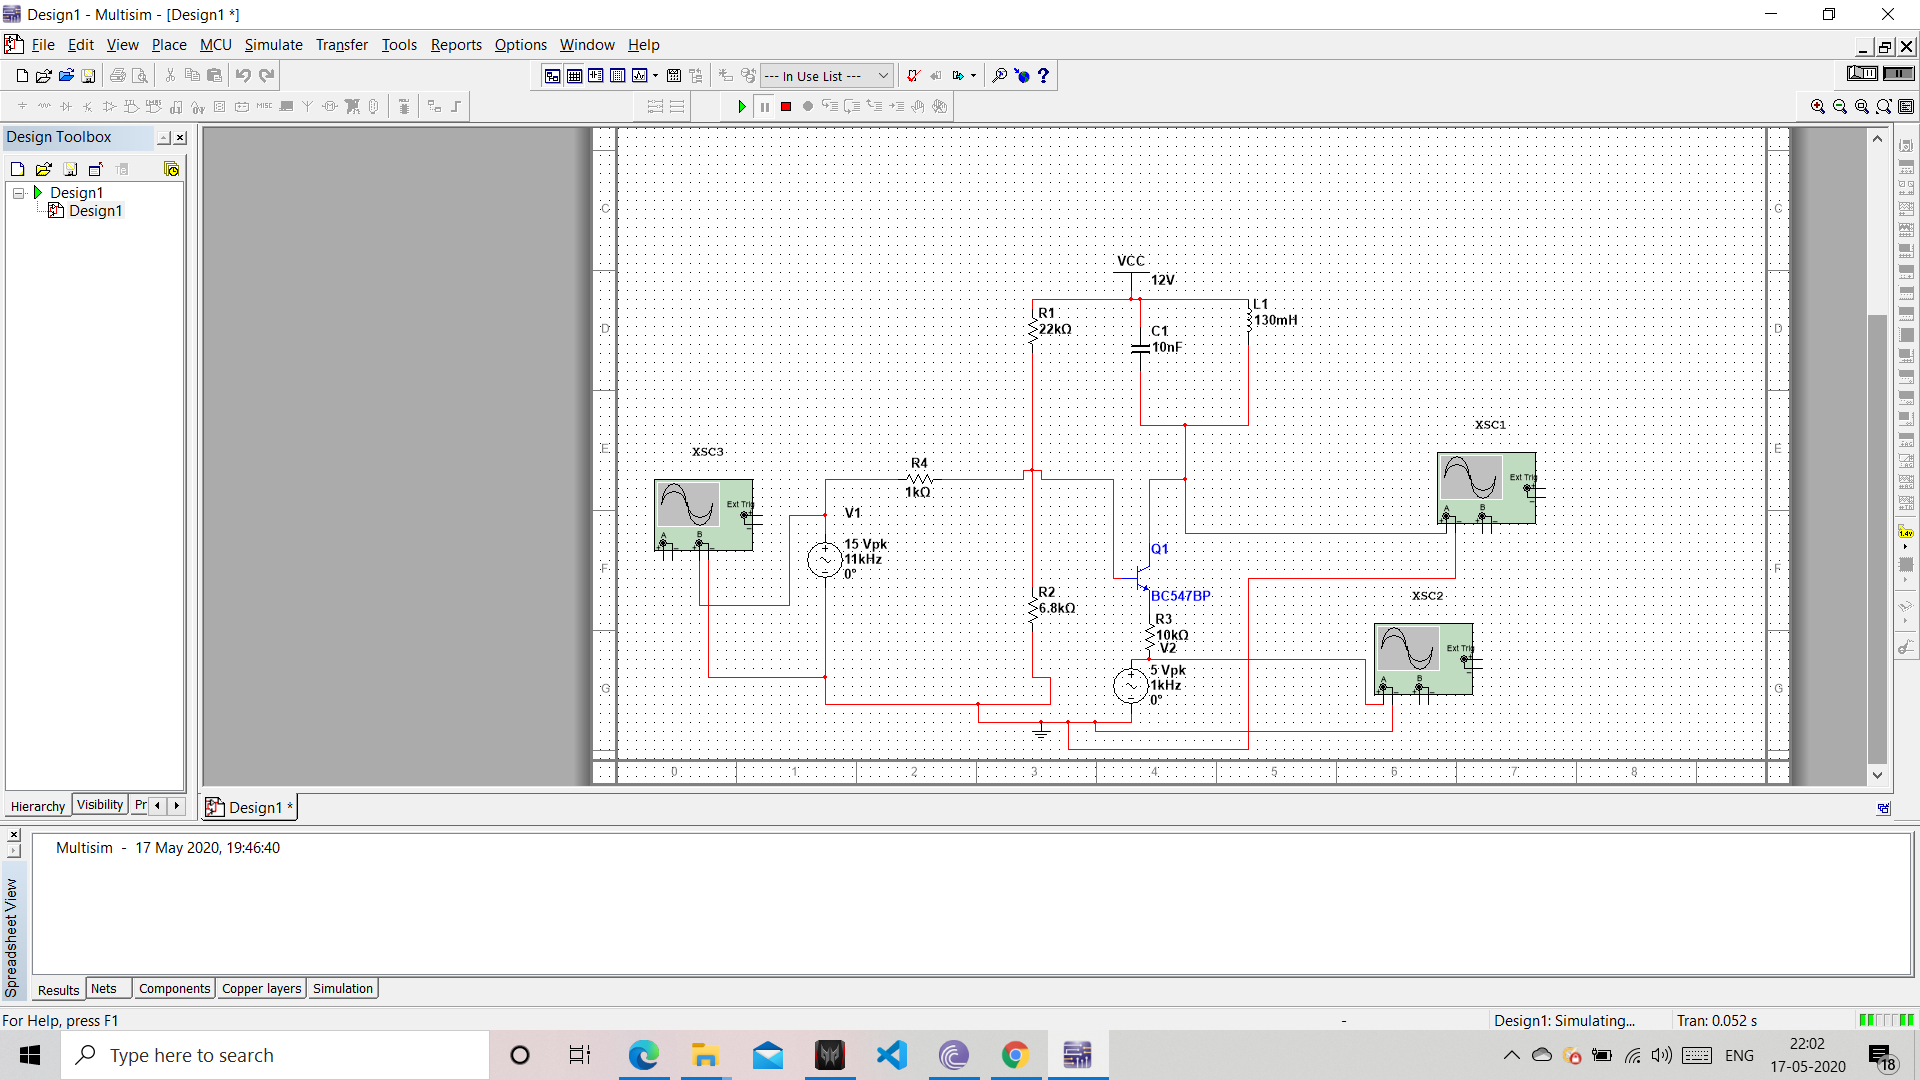 Design1 - Multisim - [Design1 *]
File Edit View Place MCU Simulate Transfer Tools Reports Options Window Help
--- In Use List ---
Design Toolbox
Design1
Design1
Hierarchy Visibility Pr
C C
D D
E E
F F
G G
VCC
12V
R1
22kΩ
C1
10nF
L1
130mH
XSC3
Ext Trig
A B
R4
1kΩ
V1
15 Vpk
11kHz
0°
R2
6.8kΩ
Q1
BC547BP
R3
10kΩ
V2
5 Vpk
1kHz
0°
XSC1
Ext Trig
A B
XSC2
Ext Trig
A B
0 1 2 3 4 5 6 7 8
Design1 *
Multisim - 17 May 2020, 19:46:40
Spreadsheet View
Results Nets Components Copper layers Simulation
For Help, press F1
-
Design1: Simulating...
Tran: 0.052 s
Type here to search
ENG
22:02
17-05-2020
18